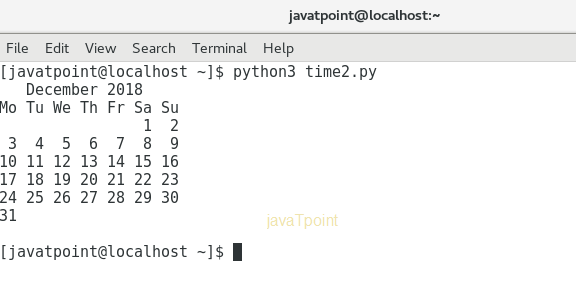 javatpoint@localhost:~
File Edit View Search Terminal Help
[javatpoint@localhost ~]$ python3 time2.py
   December 2018
Mo Tu We Th Fr Sa Su
                1  2
 3  4  5  6  7  8  9
10 11 12 13 14 15 16
17 18 19 20 21 22 23
24 25 26 27 28 29 30
31
javaTpoint
[javatpoint@localhost ~]$